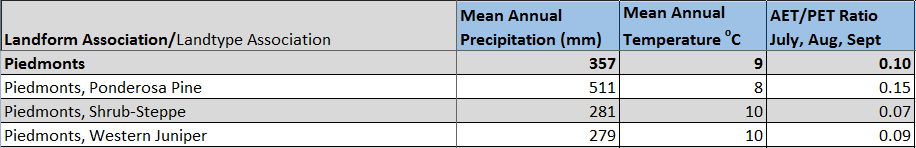 Landform Association/Landtype Association | Mean Annual Precipitation (mm) | Mean Annual Temperature °C | AET/PET Ratio July, Aug, Sept
Piedmonts 357 9 0.10
Piedmonts, Ponderosa Pine 511 8 0.15
Piedmonts, Shrub-Steppe 281 10 0.07
Piedmonts, Western Juniper 279 10 0.09